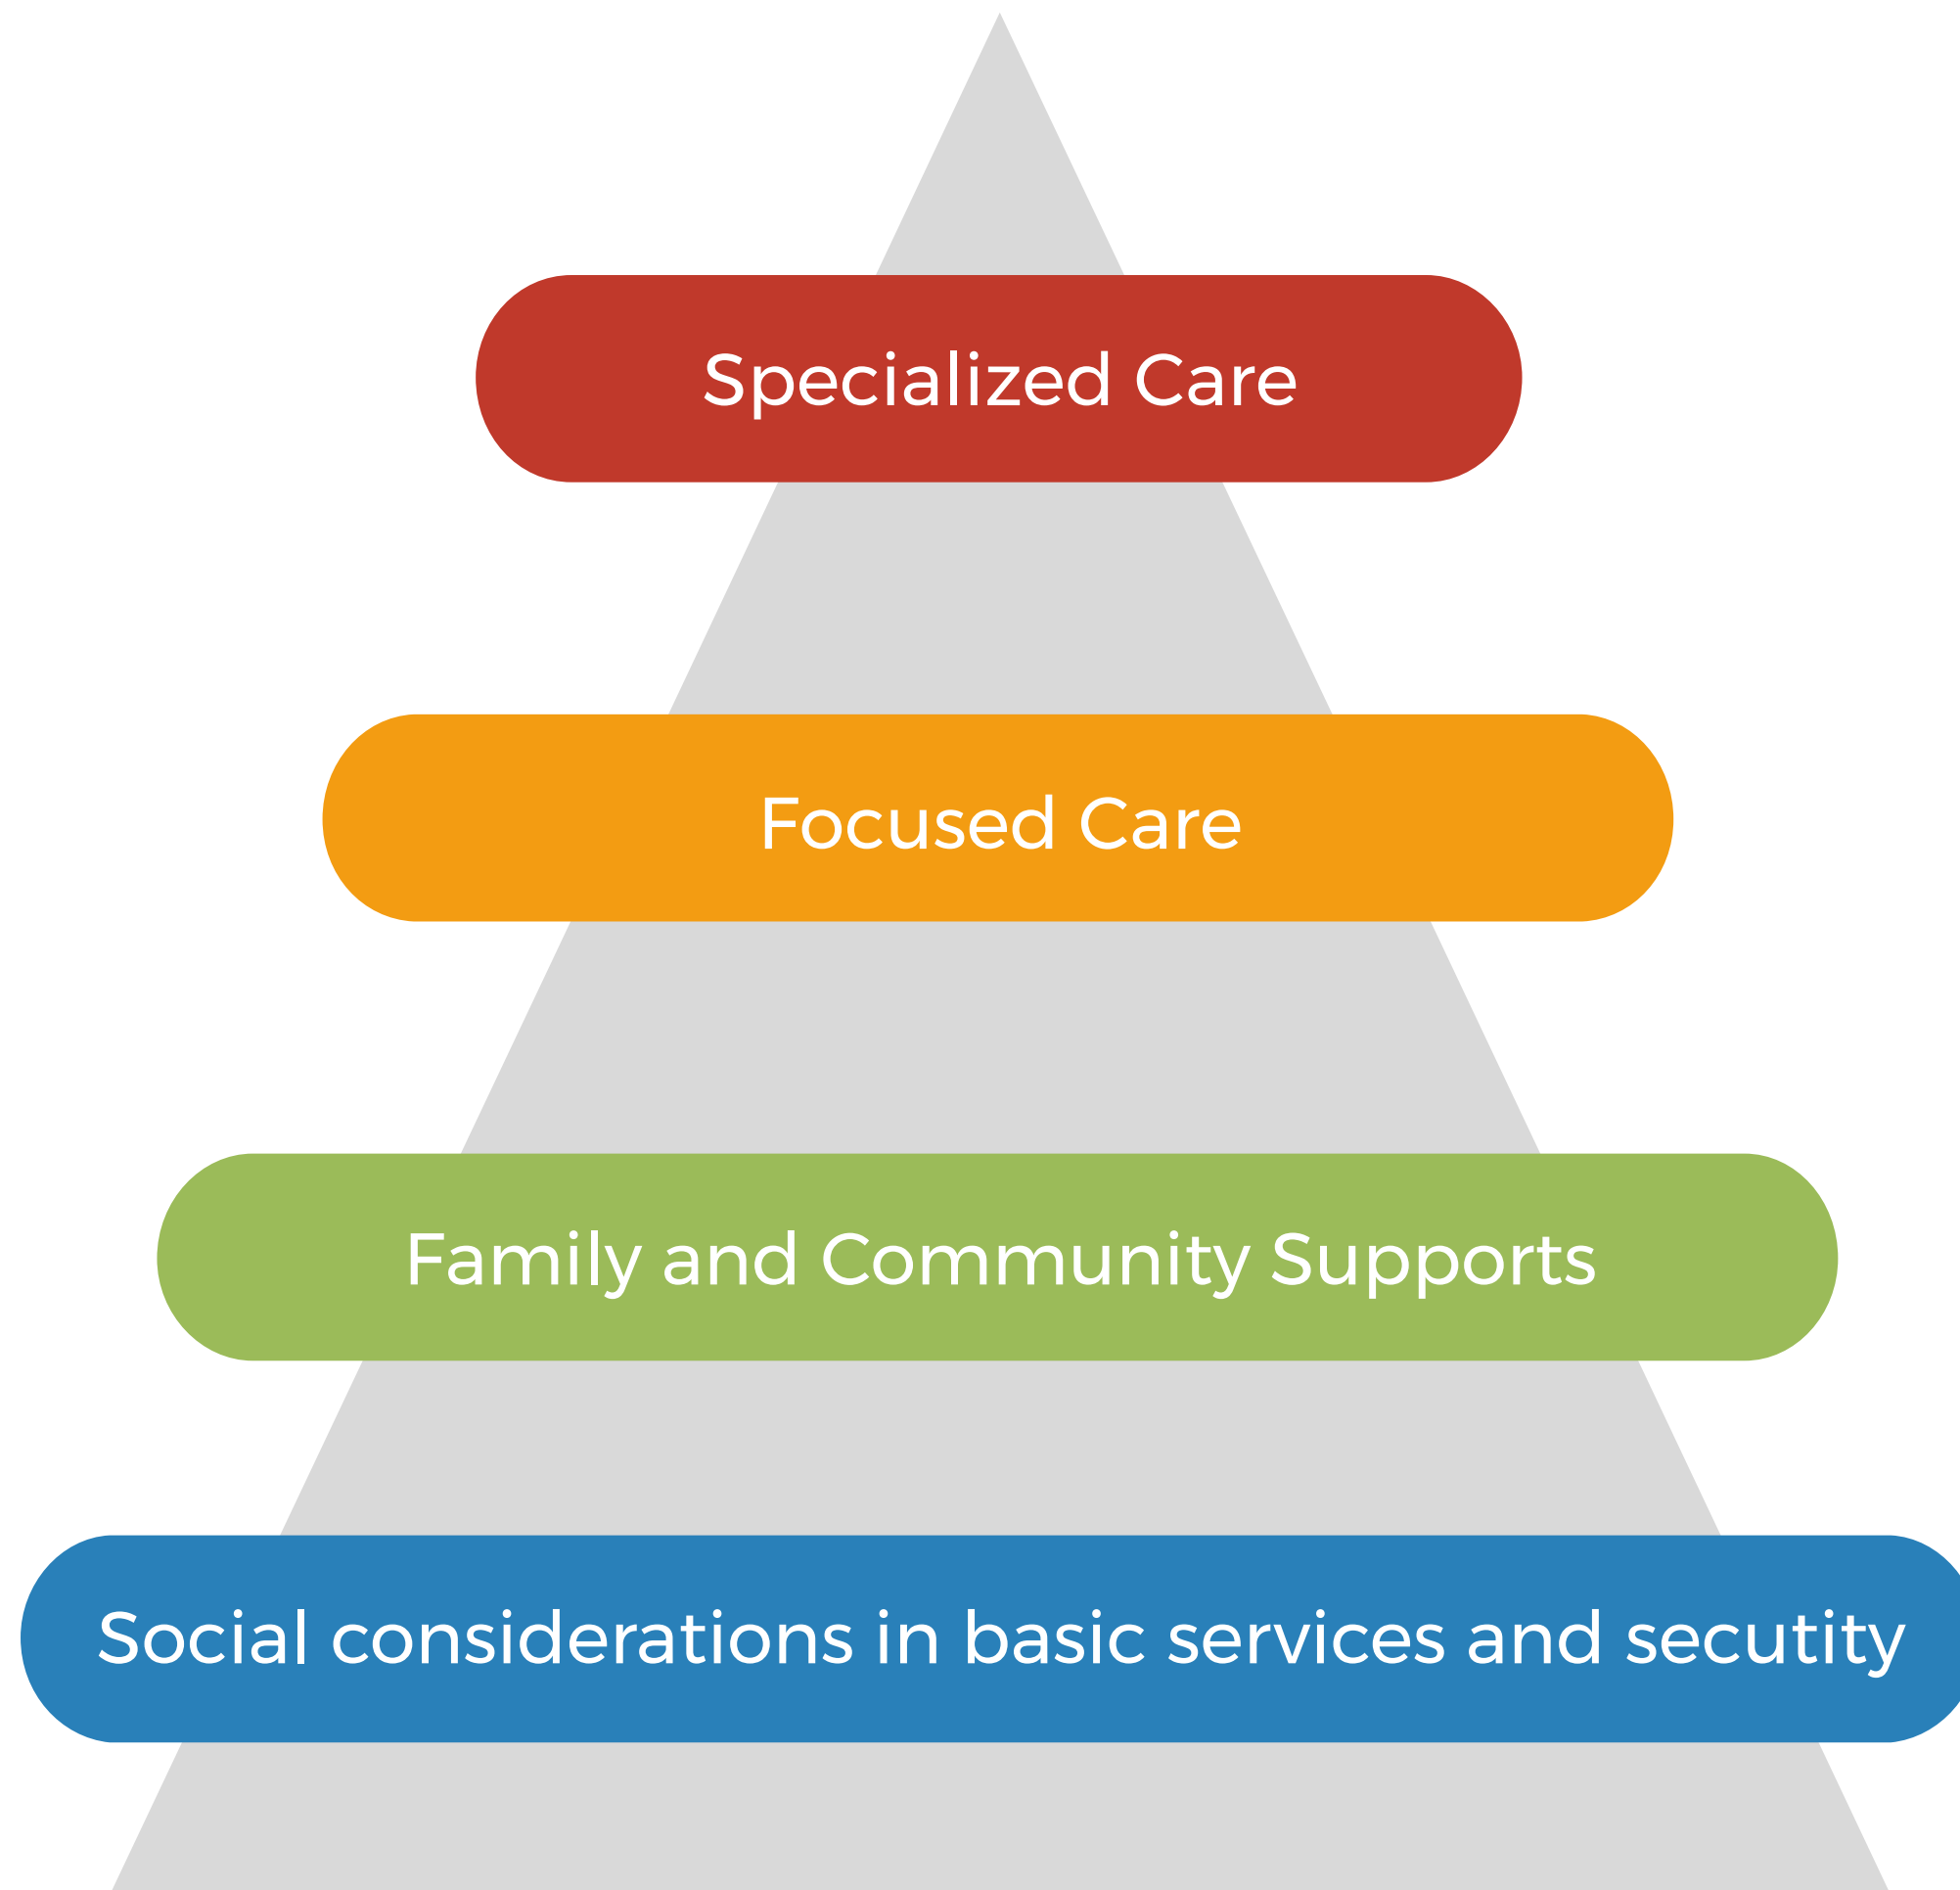 Specialized Care
Focused Care
Family and Community Supports
Social considerations in basic services and secutity